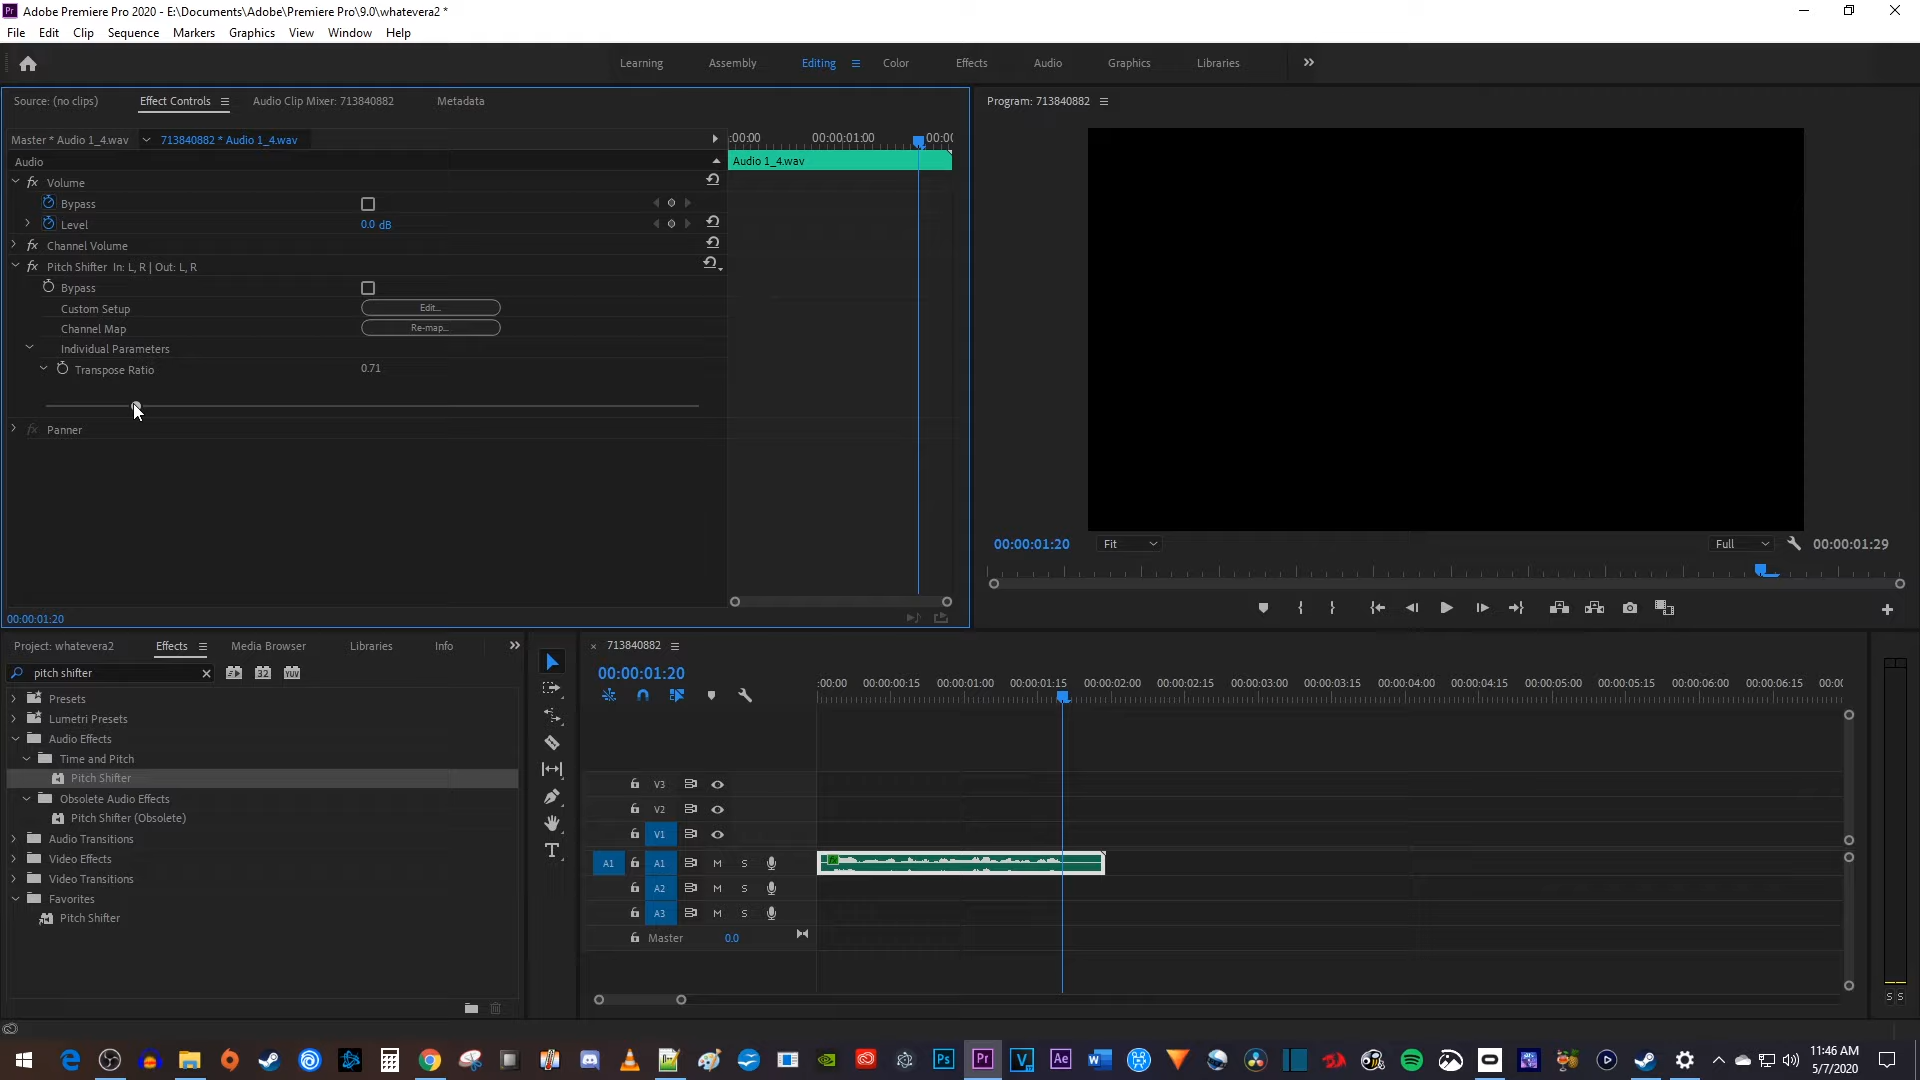 Pr Adobe Premiere Pro 2020 - E:\Documents\Adobe\Premiere Pro\9.0\whatevera2 *
File Edit Clip Sequence Markers Graphics View Window Help
Learning Assembly Editing Color Effects Audio Graphics Libraries
Source: (no clips) Effect Controls Audio Clip Mixer: 713840882 Metadata
Master * Audio 1_4.wav 713840882 * Audio 1_4.wav
:00:00 00:00:01:00 00:0(
Audio
Audio 1_4.wav
fx Volume
Bypass
Level 0.0 dB
fx Channel Volume
fx Pitch Shifter In: L, R | Out: L, R
Bypass
Custom Setup Edit...
Channel Map Re-map...
Individual Parameters
Transpose Ratio 0.71
fx Panner
00:00:01:20
Program: 713840882
00:00:01:20 Fit Full 00:00:01:29
Project: whatevera2 Effects Media Browser Libraries Info
pitch shifter 32 YUV
Presets
Lumetri Presets
Audio Effects
Time and Pitch
Pitch Shifter
Obsolete Audio Effects
Pitch Shifter (Obsolete)
Audio Transitions
Video Effects
Video Transitions
Favorites
Pitch Shifter
T
× 713840882
00:00:01:20
:00:00 00:00:00:15 00:00:01:00 00:00:01:15 00:00:02:00 00:00:02:15 00:00:03:00 00:00:03:15 00:00:04:00 00:00:04:15 00:00:05:00 00:00:05:15 00:00:06:00 00:00:06:15 00:0(
V3
V2
V1
A1 A1 M S
fx
A2 M S
A3 M S
Master 0.0
S S
Ps Pr V Ae W
11:46 AM
5/7/2020